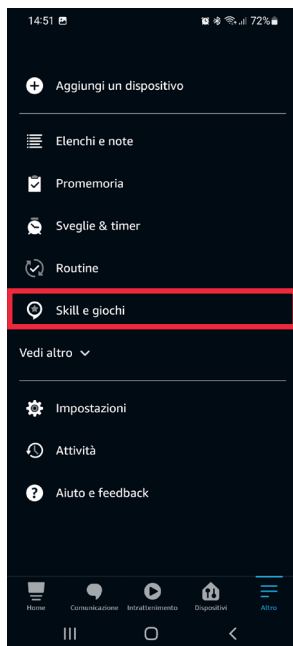 14:51 72%
Aggiungi un dispositivo
Elenchi e note
Promemoria
Sveglie & timer
Routine
Skill e giochi
Vedi altro
Impostazioni
Attività
Aiuto e feedback
Home Comunicazione Intrattenimento Dispositivi Altro